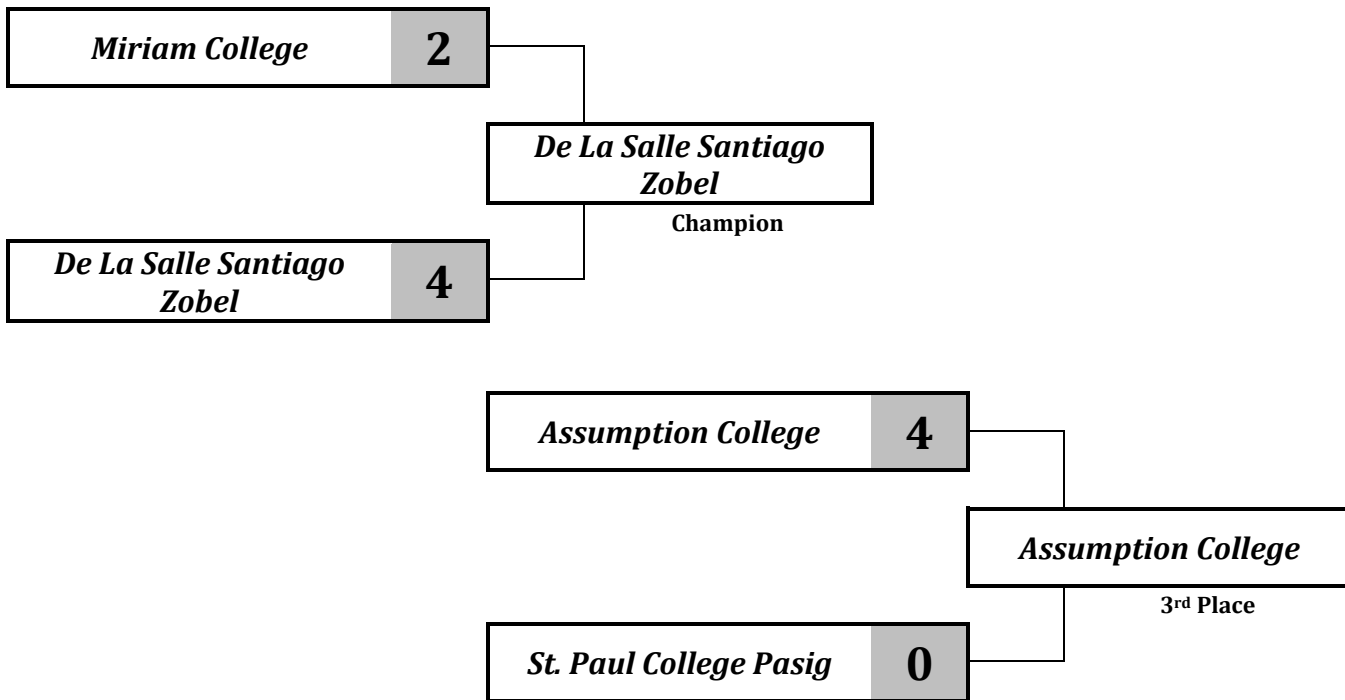 Miriam College 2
De La Salle Santiago
Zobel
Champion
De La Salle Santiago
Zobel 4
Assumption College 4
Assumption College
3rd Place
St. Paul College Pasig 0